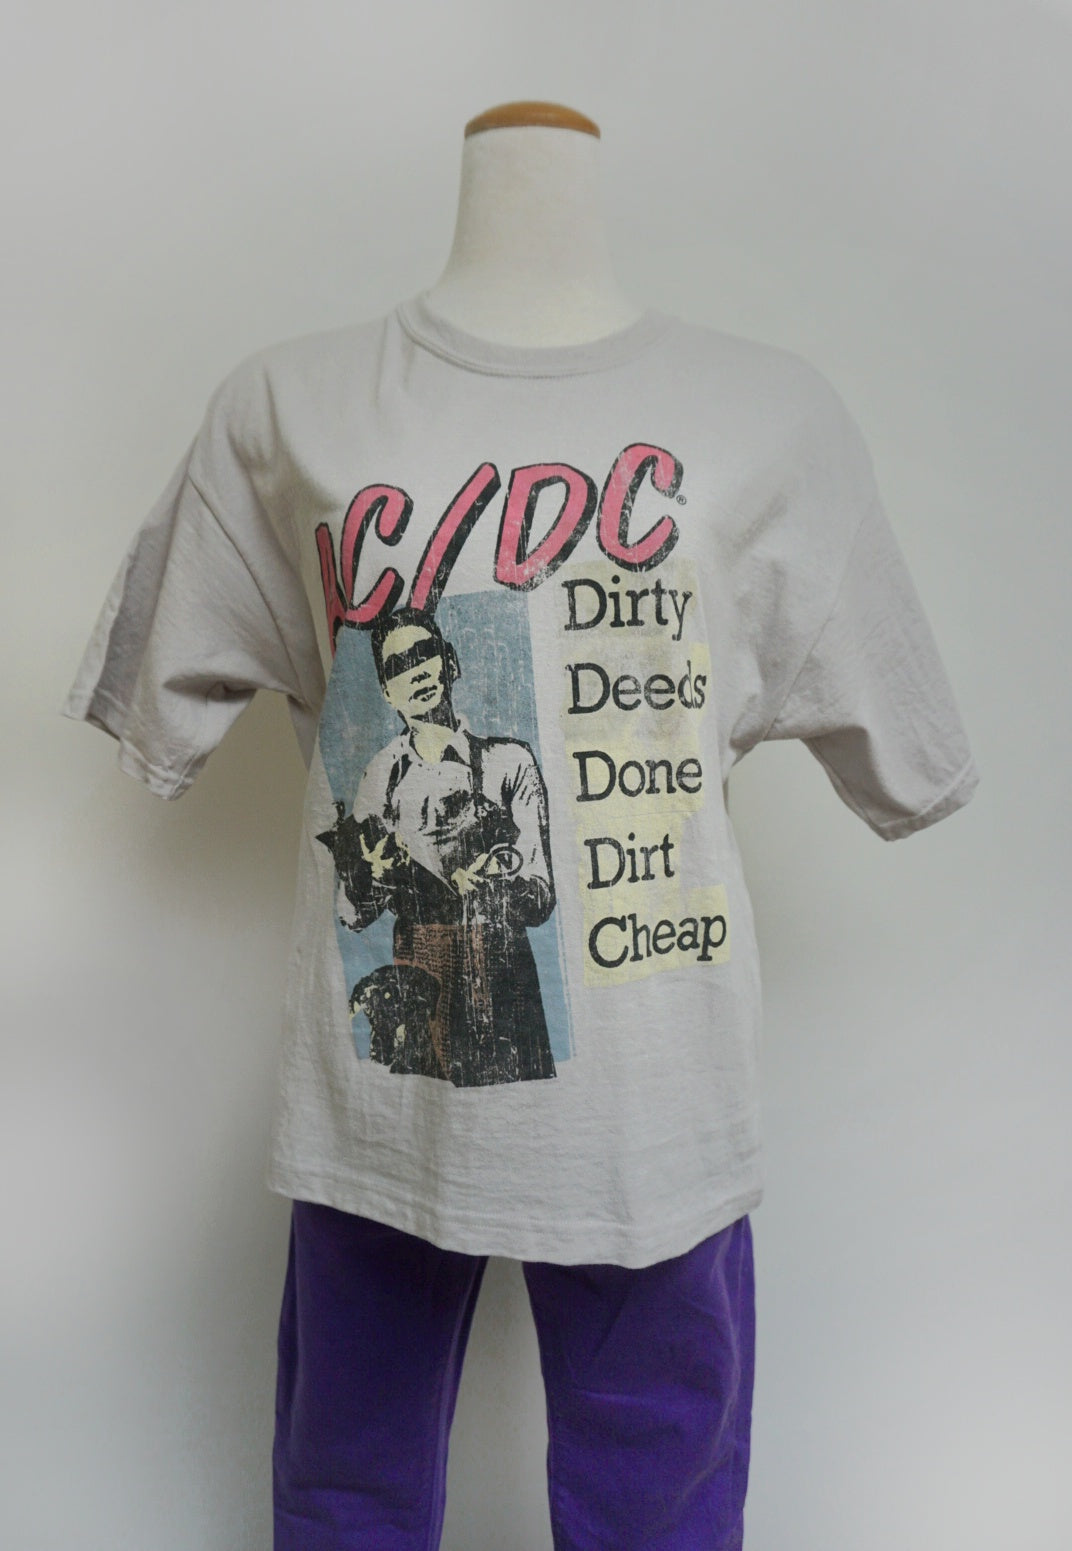 AC/DC®
Dirty
Deeds
Done
Dirt
Cheap